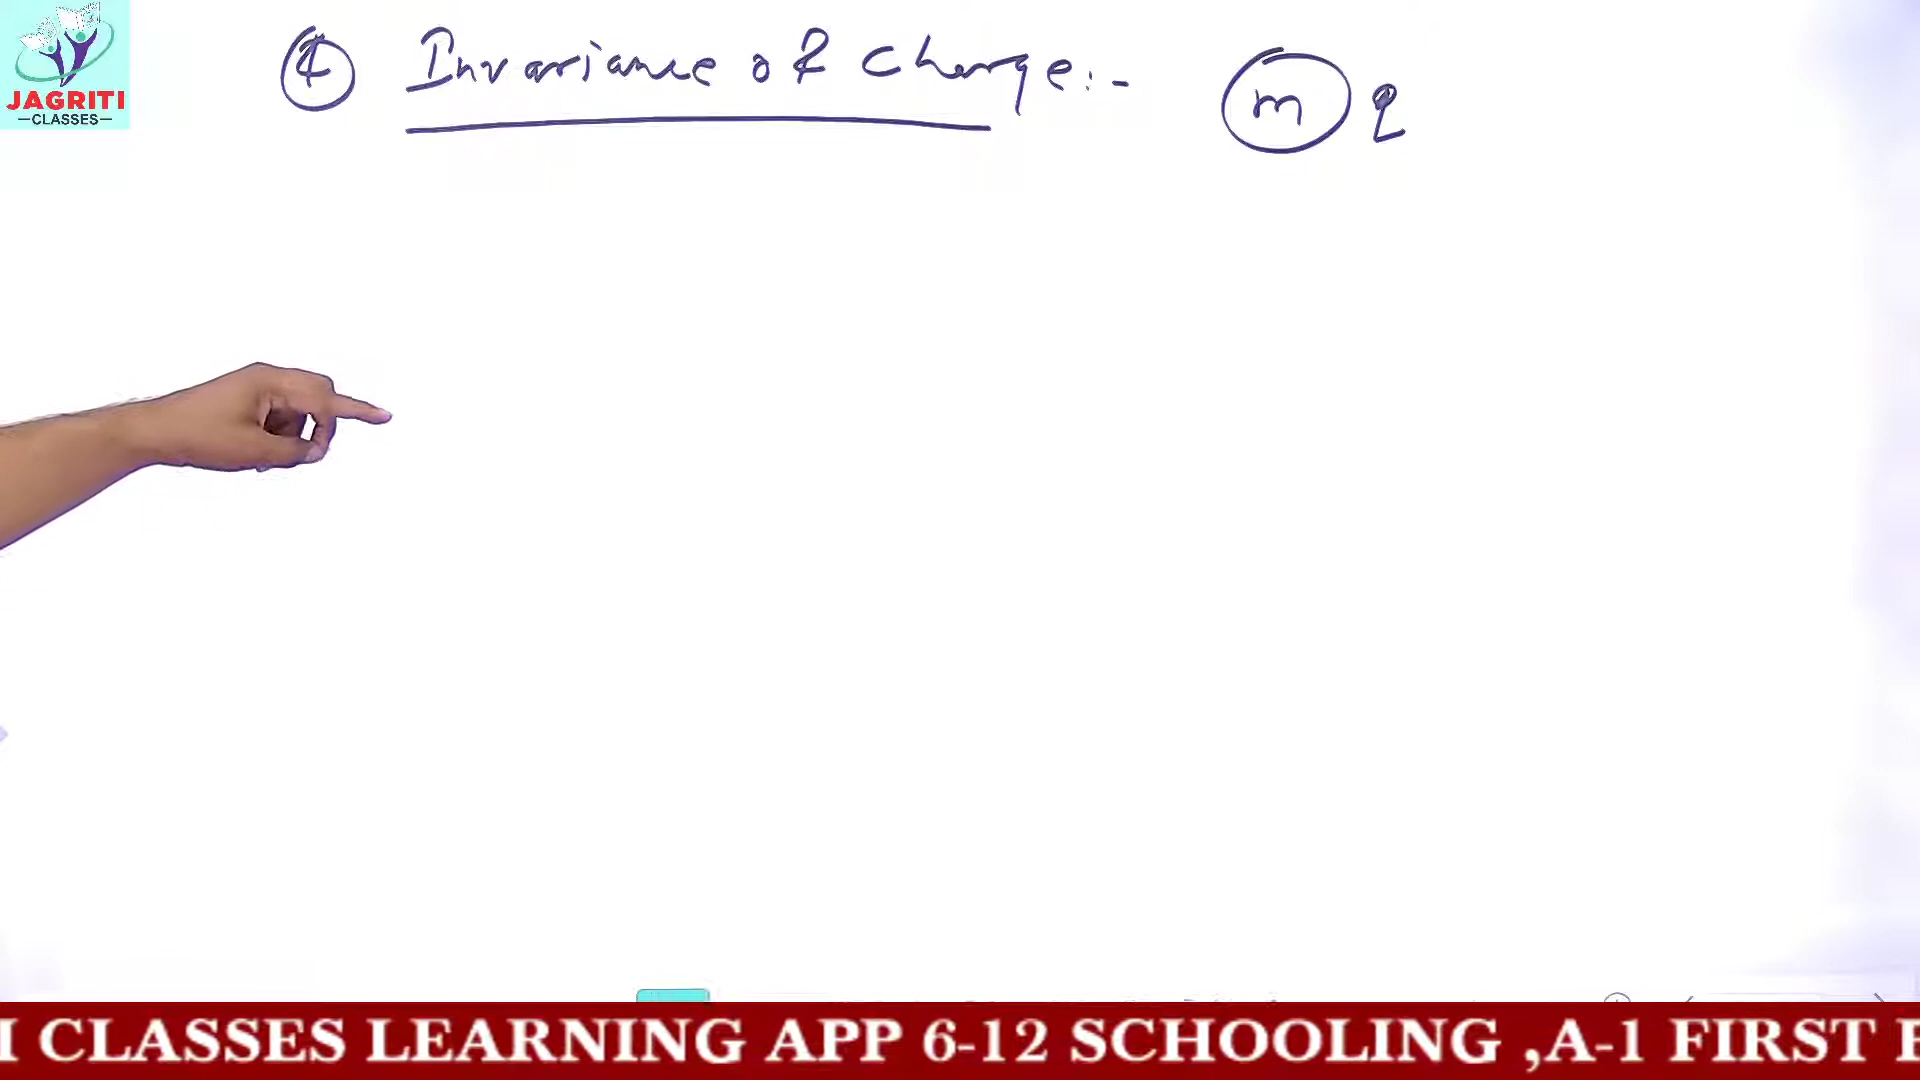 JAGRITI
—CLASSES—
④ Invariance of Charge:- m q
I CLASSES LEARNING APP 6-12 SCHOOLING ,A-1 FIRST F